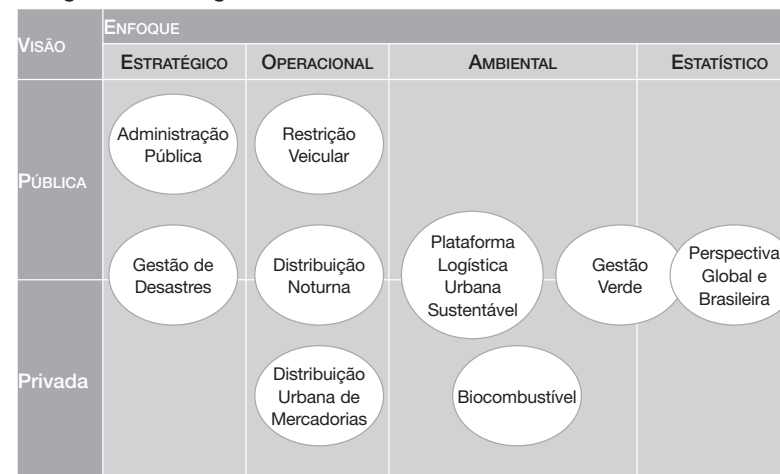 VISÃO
ENFOQUE
ESTRATÉGICO
OPERACIONAL
AMBIENTAL
ESTATÍSTICO
PÚBLICA
Administração
Pública
Restrição
Veicular
Gestão de
Desastres
Distribuição
Noturna
Plataforma
Logística
Urbana
Sustentável
Gestão
Verde
Perspectiva
Global e
Brasileira
Privada
Distribuição
Urbana de
Mercadorias
Biocombustível